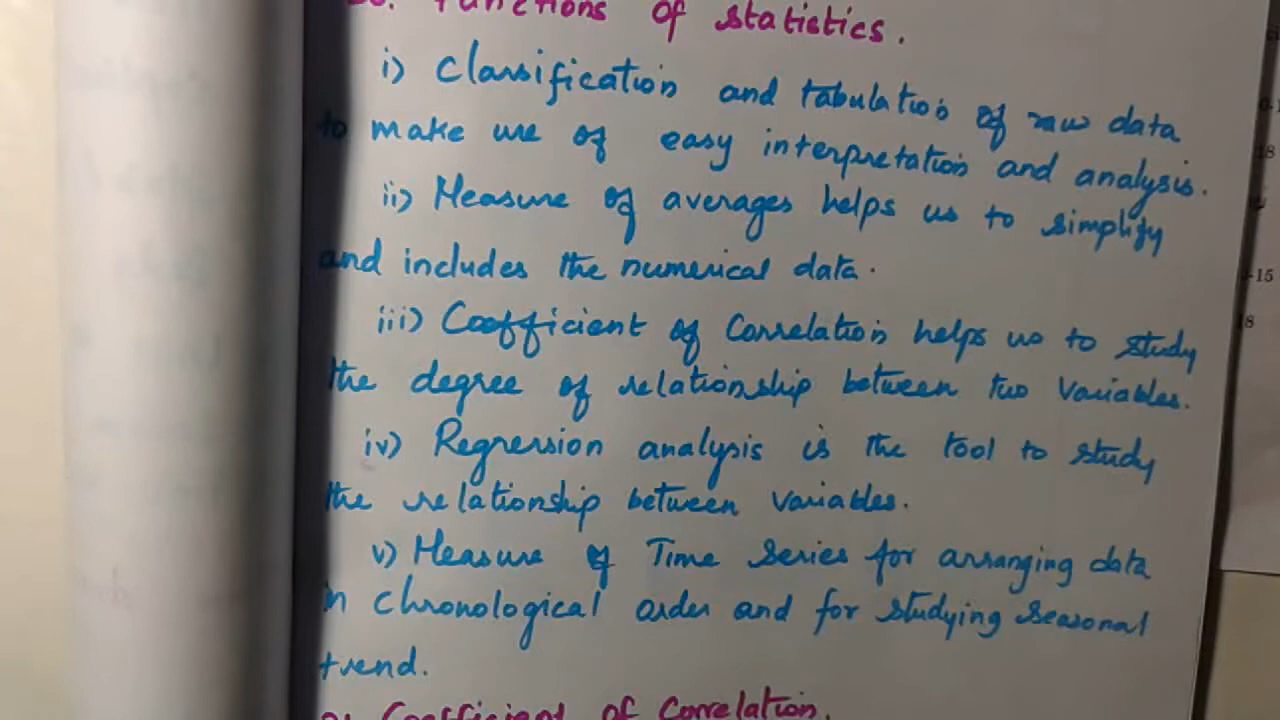 Functions of statistics.
i) Classification and tabulation of raw data
to make use of easy interpretation and analysis.
ii) Measure of averages helps us to simplify
and includes the numerical data.
iii) Coefficient of Correlation helps us to study
the degree of relationship between two Variables.
iv) Regression analysis is the tool to study
the relationship between variables.
v) Measure of Time series for arranging data
in chronological order and for studying seasonal
trend.
Coefficient of Correlation.
15
8
18